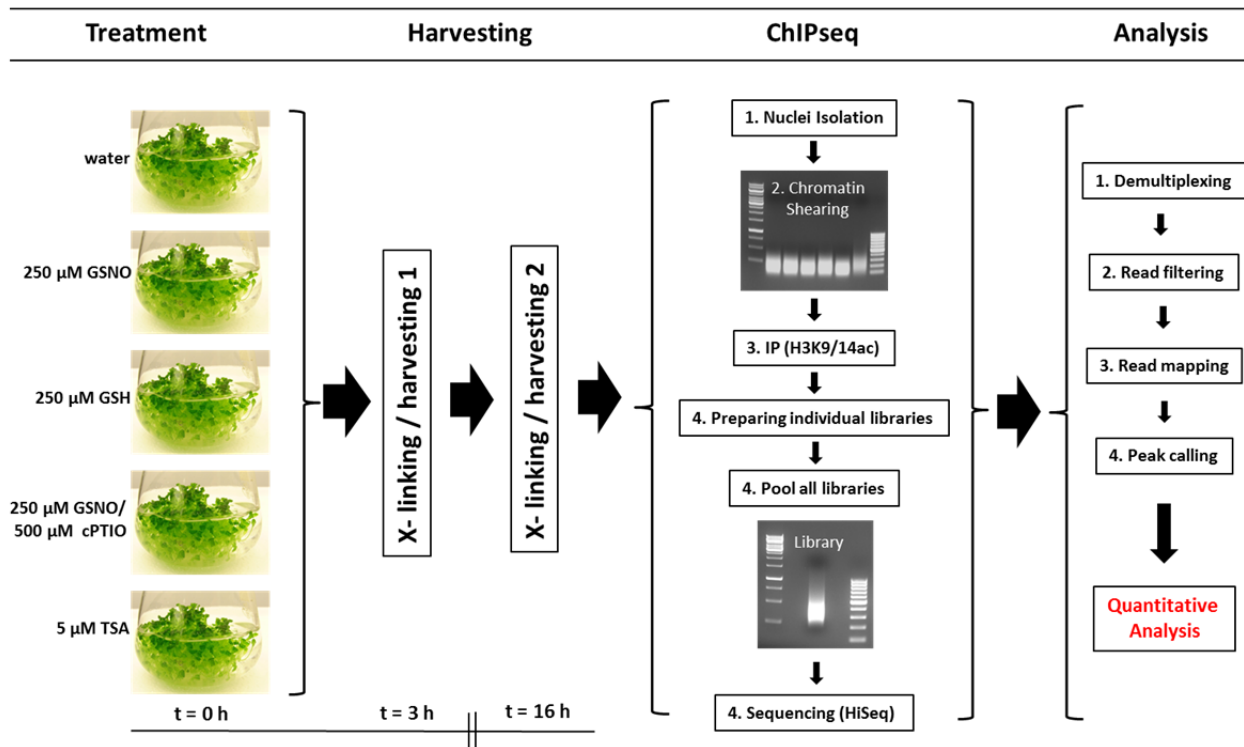 Treatment
Harvesting
ChIPseq
Analysis
water
250 µM GSNO
250 µM GSH
250 µM GSNO/
500 µM cPTIO
5 µM TSA
X- linking / harvesting 1
X- linking / harvesting 2
t = 0 h
t = 3 h
t = 16h
1. Nuclei Isolation
2. Chromatin
Shearing
3. IP (H3K9/14ac)
4. Preparing individual libraries
4. Pool all libraries
Library
4. Sequencing (HiSeq)
1. Demultiplexing
2. Read filtering
3. Read mapping
4. Peak calling
Quantitative
Analysis